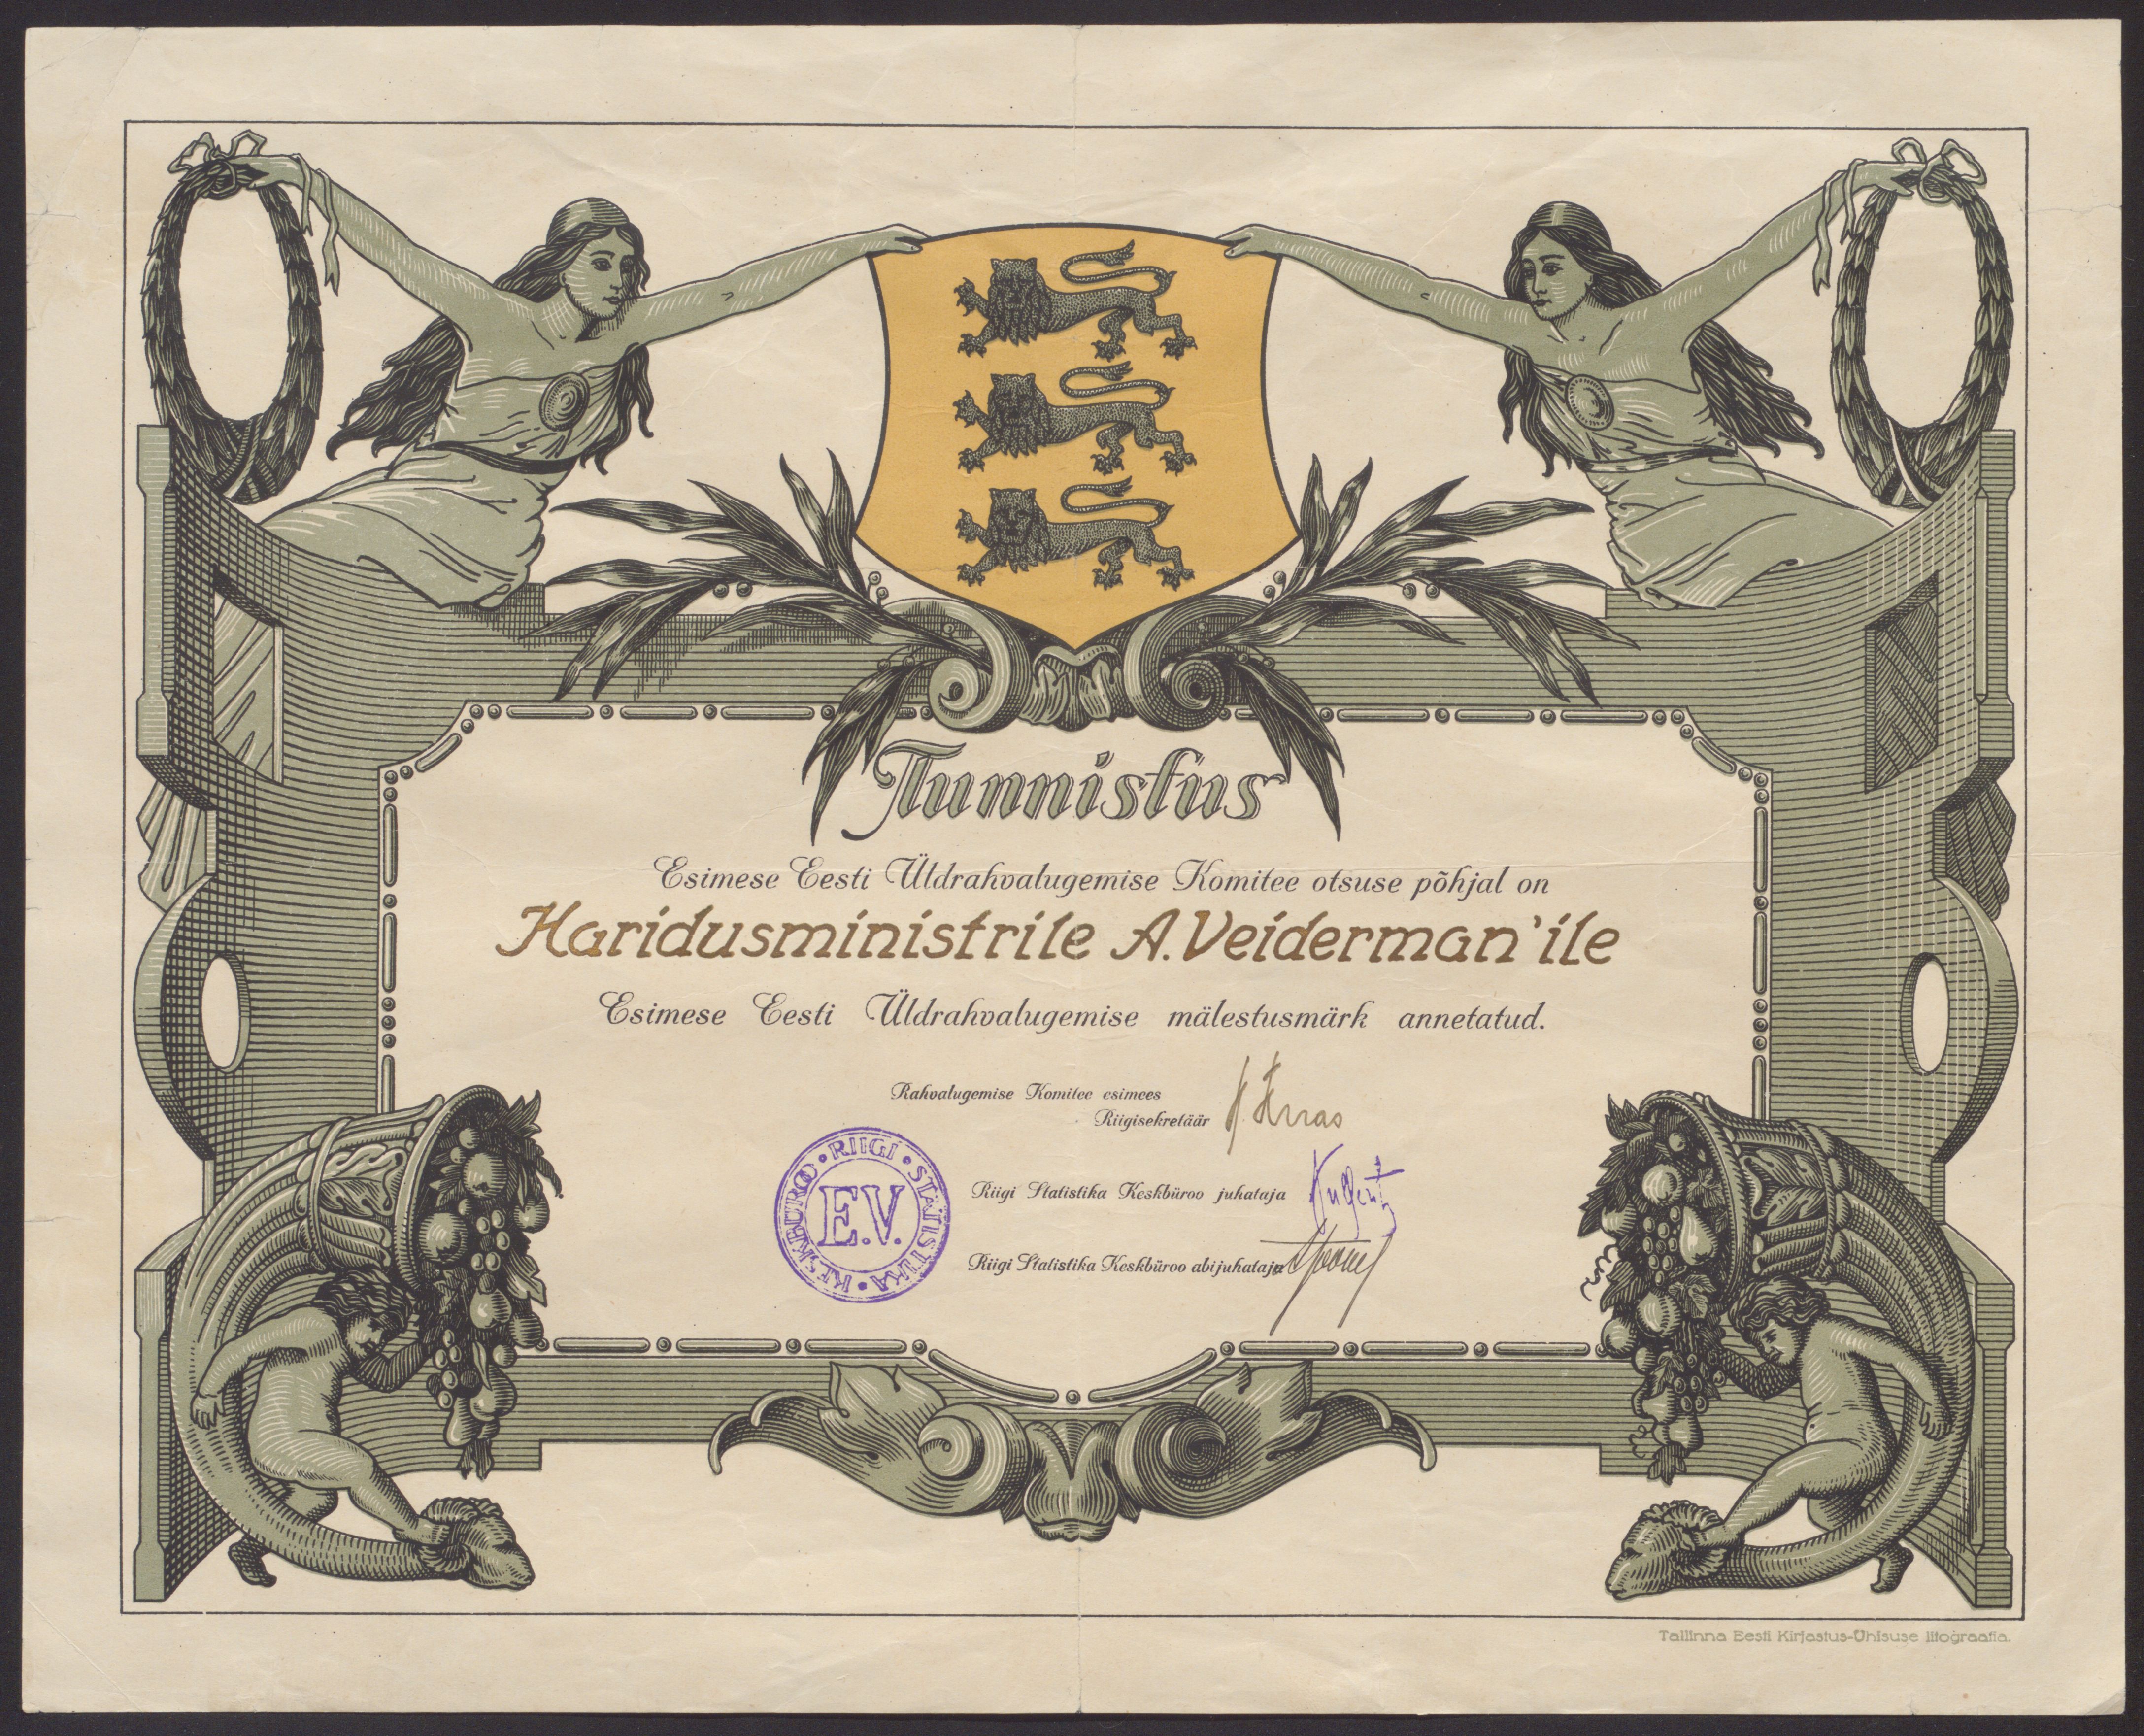 Tunnistus
Esimese Eesti Üldrahvalugemise Komitee otsuse põhjal on
Haridusministrile A. Veiderman'ile
Esimese Eesti Üldrahvalugemise mälestusmärk annetatud.
Rahvalugemise Komitee esimees
Riigisekretäär
RIIGI · STATISTIKA · KESKBÜROO ·
E.V.
Riigi Statistika Keskbüroo juhataja
Riigi Statistika Keskbüroo abijuhataja
Tallinna Eesti Kirjastus-Ühisuse litograafia.